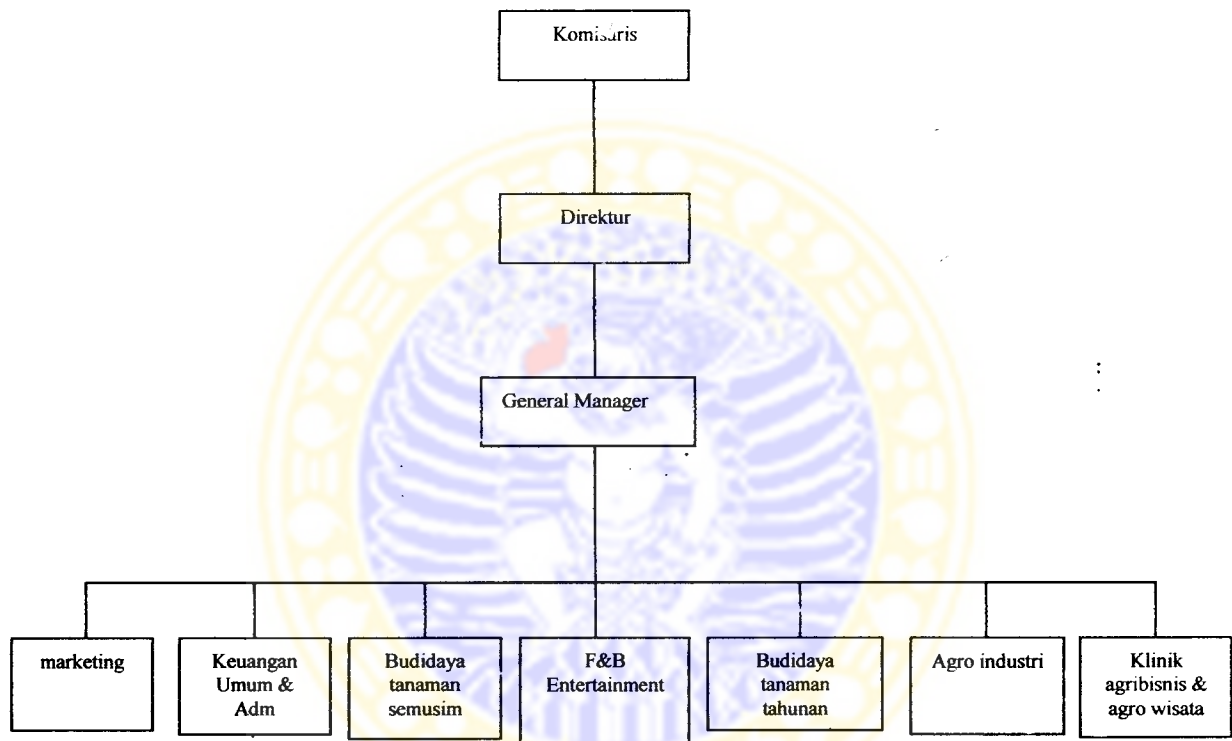 Komisaris
Direktur
General Manager
marketing
Keuangan
Umum &
Adm
Budidaya
tanaman
semusim
F&B
Entertainment
Budidaya
tanaman
tahunan
Agro industri
Klinik
agribisnis &
agro wisata